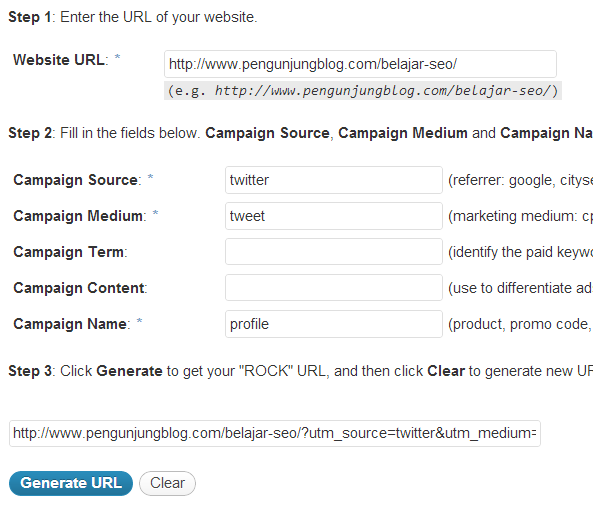 Step 1: Enter the URL of your website.
Website URL: * http://www.pengunjungblog.com/belajar-seo/
(e.g. http://www.pengunjungblog.com/belajar-seo/)
Step 2: Fill in the fields below. Campaign Source, Campaign Medium and Campaign Na
Campaign Source: * twitter (referrer: google, cityse
Campaign Medium: * tweet (marketing medium: cp
Campaign Term: (identify the paid keywo
Campaign Content: (use to differentiate ad
Campaign Name: * profile (product, promo code,
Step 3: Click Generate to get your "ROCK" URL, and then click Clear to generate new UR
http://www.pengunjungblog.com/belajar-seo/?utm_source=twitter&utm_medium=
Generate URL Clear